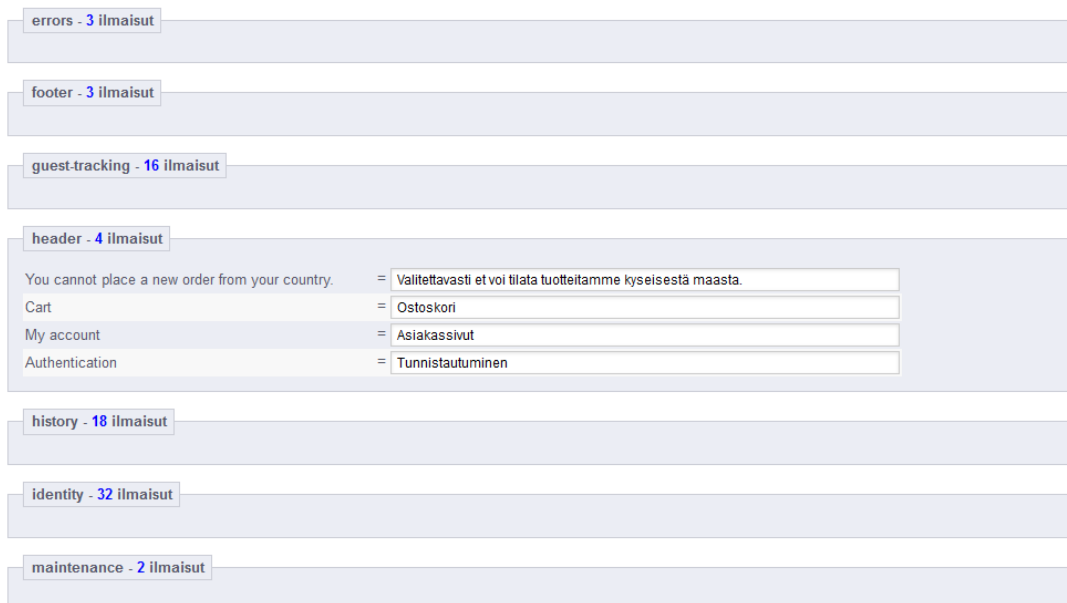 errors - 3 ilmaisut
footer - 3 ilmaisut
guest-tracking - 16 ilmaisut
header - 4 ilmaisut
You cannot place a new order from your country. = Valitettavasti et voi tilata tuotteitamme kyseisestä maasta.
Cart = Ostoskori
My account = Asiakassivut
Authentication = Tunnistautuminen
history - 18 ilmaisut
identity - 32 ilmaisut
maintenance - 2 ilmaisut